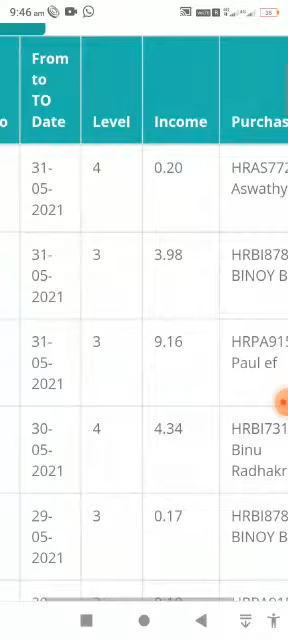 9:46 am
36
From to TO Date Level Income Purchas
31-05-2021 4 0.20 HRAS772 Aswathy
31-05-2021 3 3.98 HRBI878 BINOY B
31-05-2021 3 9.16 HRPA915 Paul ef
30-05-2021 4 4.34 HRBI731 Binu Radhakr
29-05-2021 3 0.17 HRBI878 BINOY B